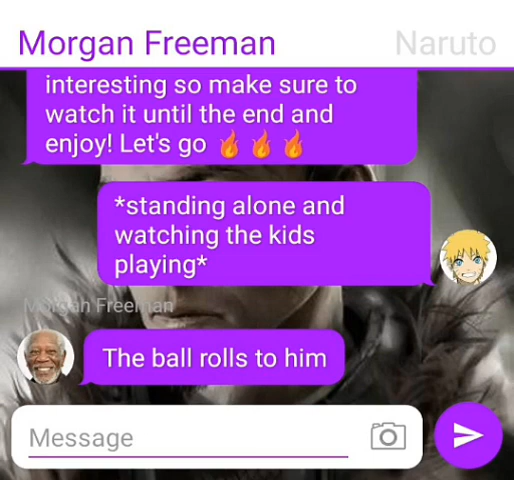 Morgan Freeman Naruto
interesting so make sure to
watch it until the end and
enjoy! Let's go 🔥🔥🔥
*standing alone and
watching the kids
playing*
Morgan Freeman
The ball rolls to him
Message